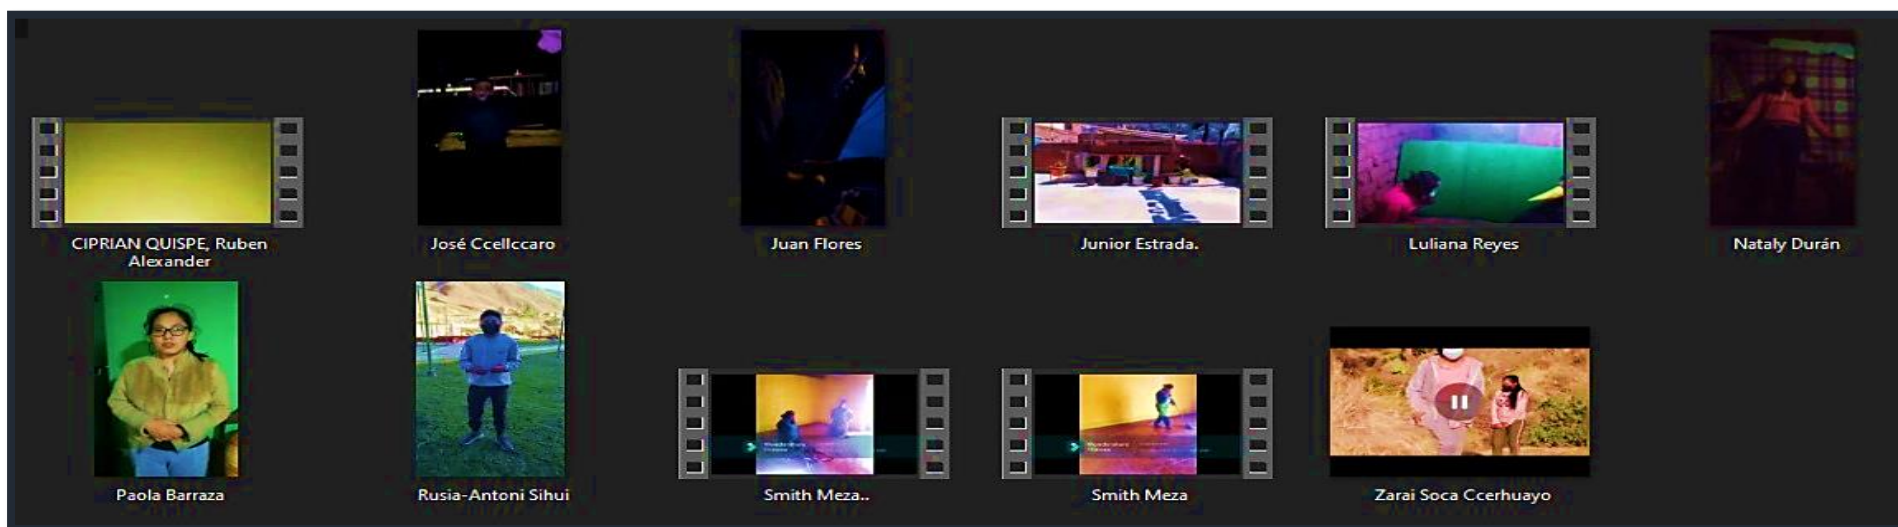 CIPRIAN QUISPE, Ruben
Alexander
José Ccellccaro
Juan Flores
Junior Estrada.
Luliana Reyes
Nataly Durán
Paola Barraza
Rusia-Antoni Sihui
Smith Meza..
Smith Meza
Zarai Soca Ccerhuayo